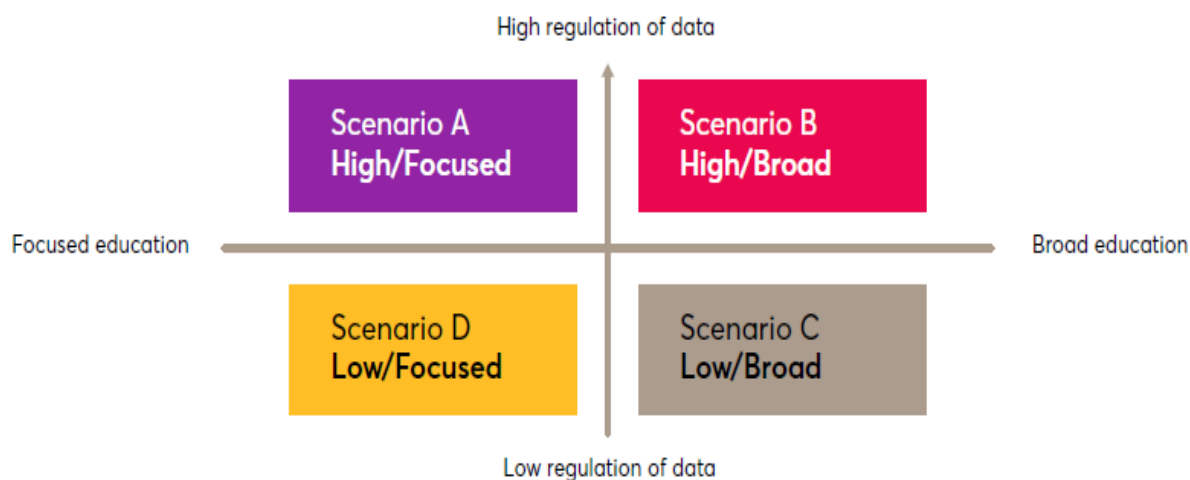 High regulation of data
Scenario A
High/Focused
Scenario B
High/Broad
Focused education
Broad education
Scenario D
Low/Focused
Scenario C
Low/Broad
Low regulation of data